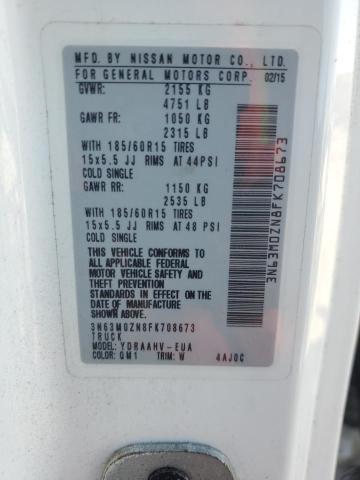 MFD. BY NISSAN MOTOR CO., LTD.
FOR GENERAL MOTORS CORP. 02/15
GVWR: 2155 KG
4751 LB
GAWR FR: 1050 KG
2315 LB
WITH 185/60R15 TIRES
15x5.5 JJ RIMS AT 44PSI
COLD SINGLE
GAWR RR: 1150 KG
2535 LB
WITH 185/60R15 TIRES
15x5.5 JJ RIMS AT 48 PSI
COLD SINGLE
THIS VEHICLE CONFORMS TO
ALL APPLICABLE FEDERAL
MOTOR VEHICLE SAFETY AND
AND THEFT PREVENTION
STANDARDS IN EFFECT ON THE
DATE OF MANUFACTURE
SHOWN ABOVE.
3N63M0ZN8FK708673
TRUCK
MODEL: YDRAAHV-EUA
COLOR: QM1 TRIM: W 4AJ0C
3N63M0ZN8FK708673